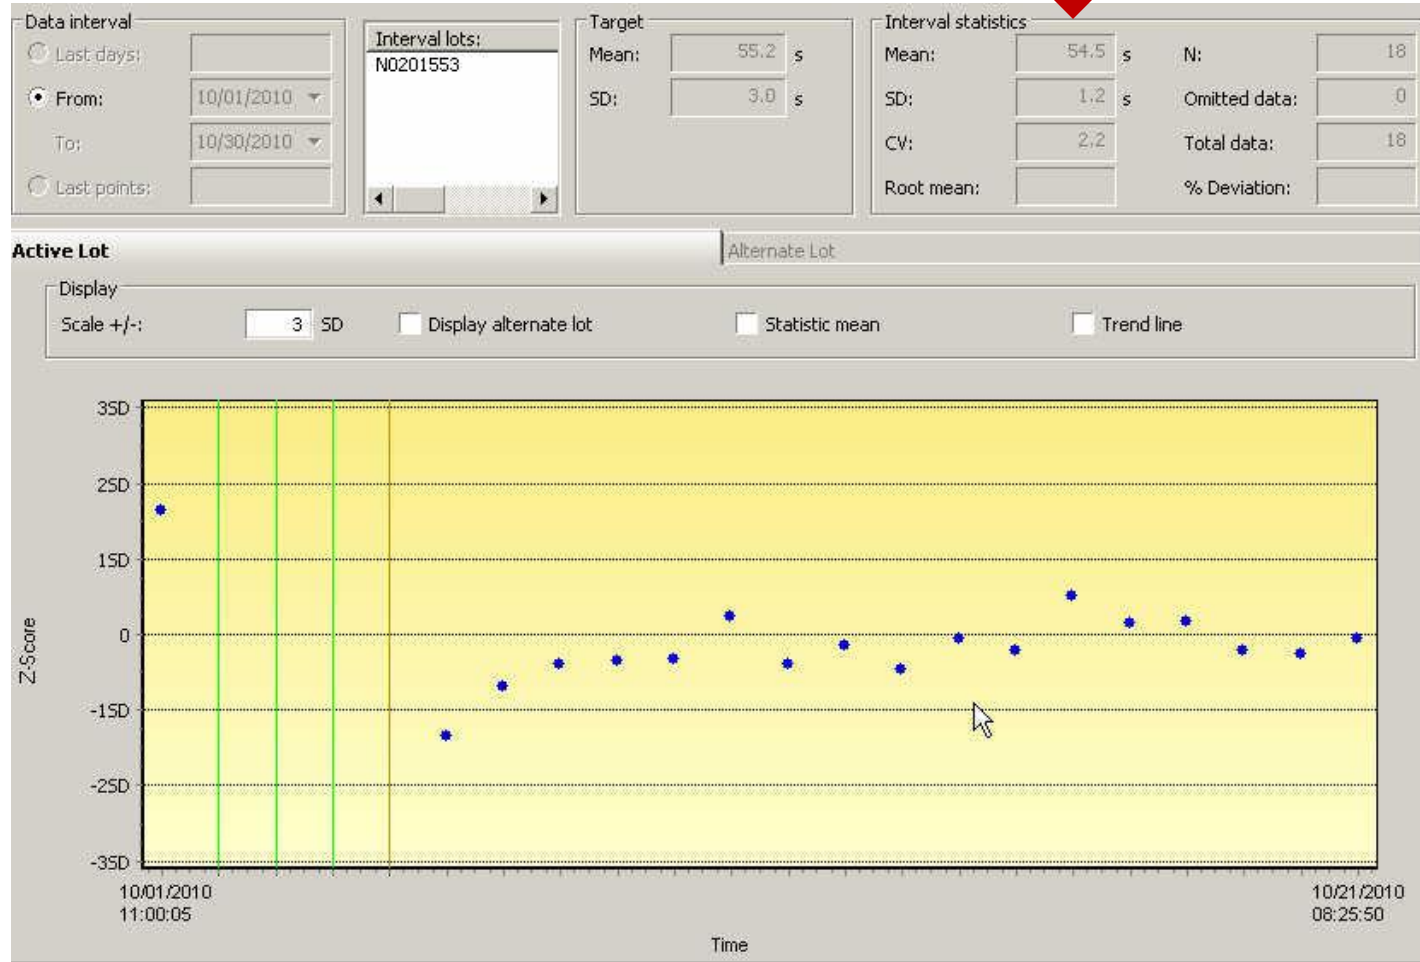 Data interval
Last days:
From: 10/01/2010
To: 10/30/2010
Last points:
Interval lots:
N0201553
Target
Mean: 55.2 s
SD: 3.0 s
Interval statistics
Mean: 54.5 s N: 18
SD: 1.2 s Omitted data: 0
CV: 2.2 Total data: 18
Root mean: % Deviation:
Active Lot
Alternate Lot
Display
Scale +/-: 3 SD Display alternate lot Statistic mean Trend line
3SD
2SD
1SD
0
-1SD
-2SD
-3SD
Z-Score
10/01/2010
11:00:05
10/21/2010
08:25:50
Time